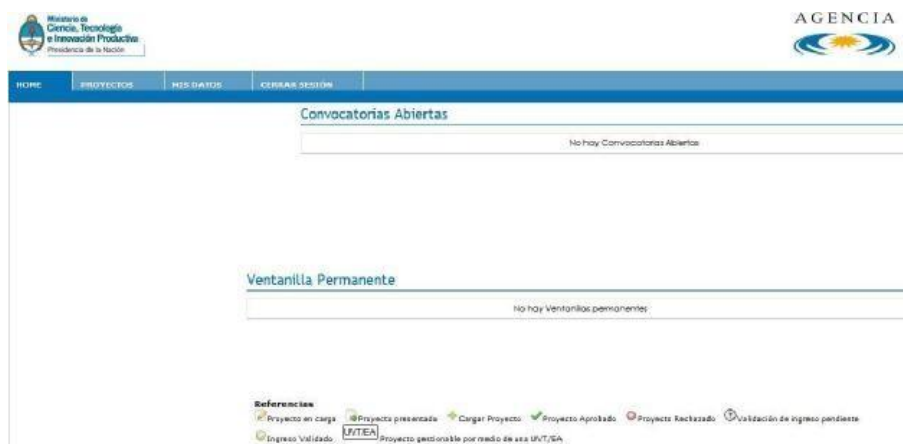 Ministerio de
Ciencia, Tecnología
e Innovación Productiva
Presidencia de la Nación
AGENCIA
HOME PROYECTOS MIS DATOS CERRAR SESIÓN
Convocatorias Abiertas
No hay Convocatorias Abiertas
Ventanilla Permanente
No hay Ventanillas permanentes
Referencias
Proyecto en carga Proyecto presentado Cargar Proyecto Proyecto Aprobado Proyecto Rechazado Validación de ingreso pendiente
Ingreso Validado UVT/EA Proyecto gestionable por medio de una UVT/EA